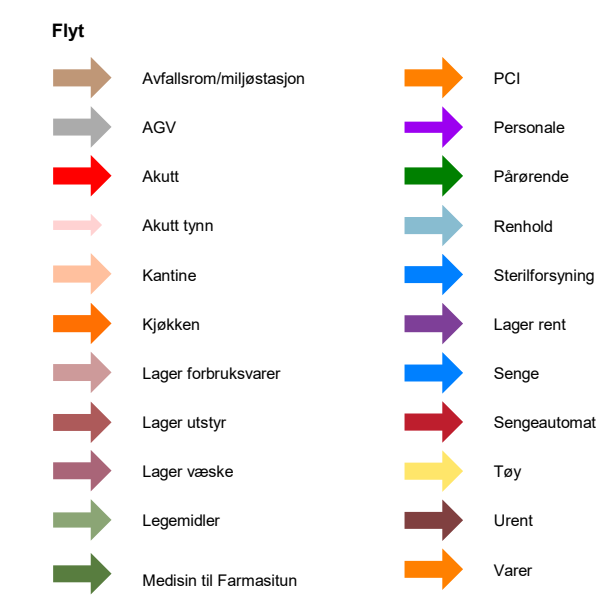 Flyt
Avfallsrom/miljøstasjon
AGV
Akutt
Akutt tynn
Kantine
Kjøkken
Lager forbruksvarer
Lager utstyr
Lager væske
Legemidler
Medisin til Farmasitun
PCI
Personale
Pårørende
Renhold
Sterilforsyning
Lager rent
Senge
Sengeautomat
Tøy
Urent
Varer